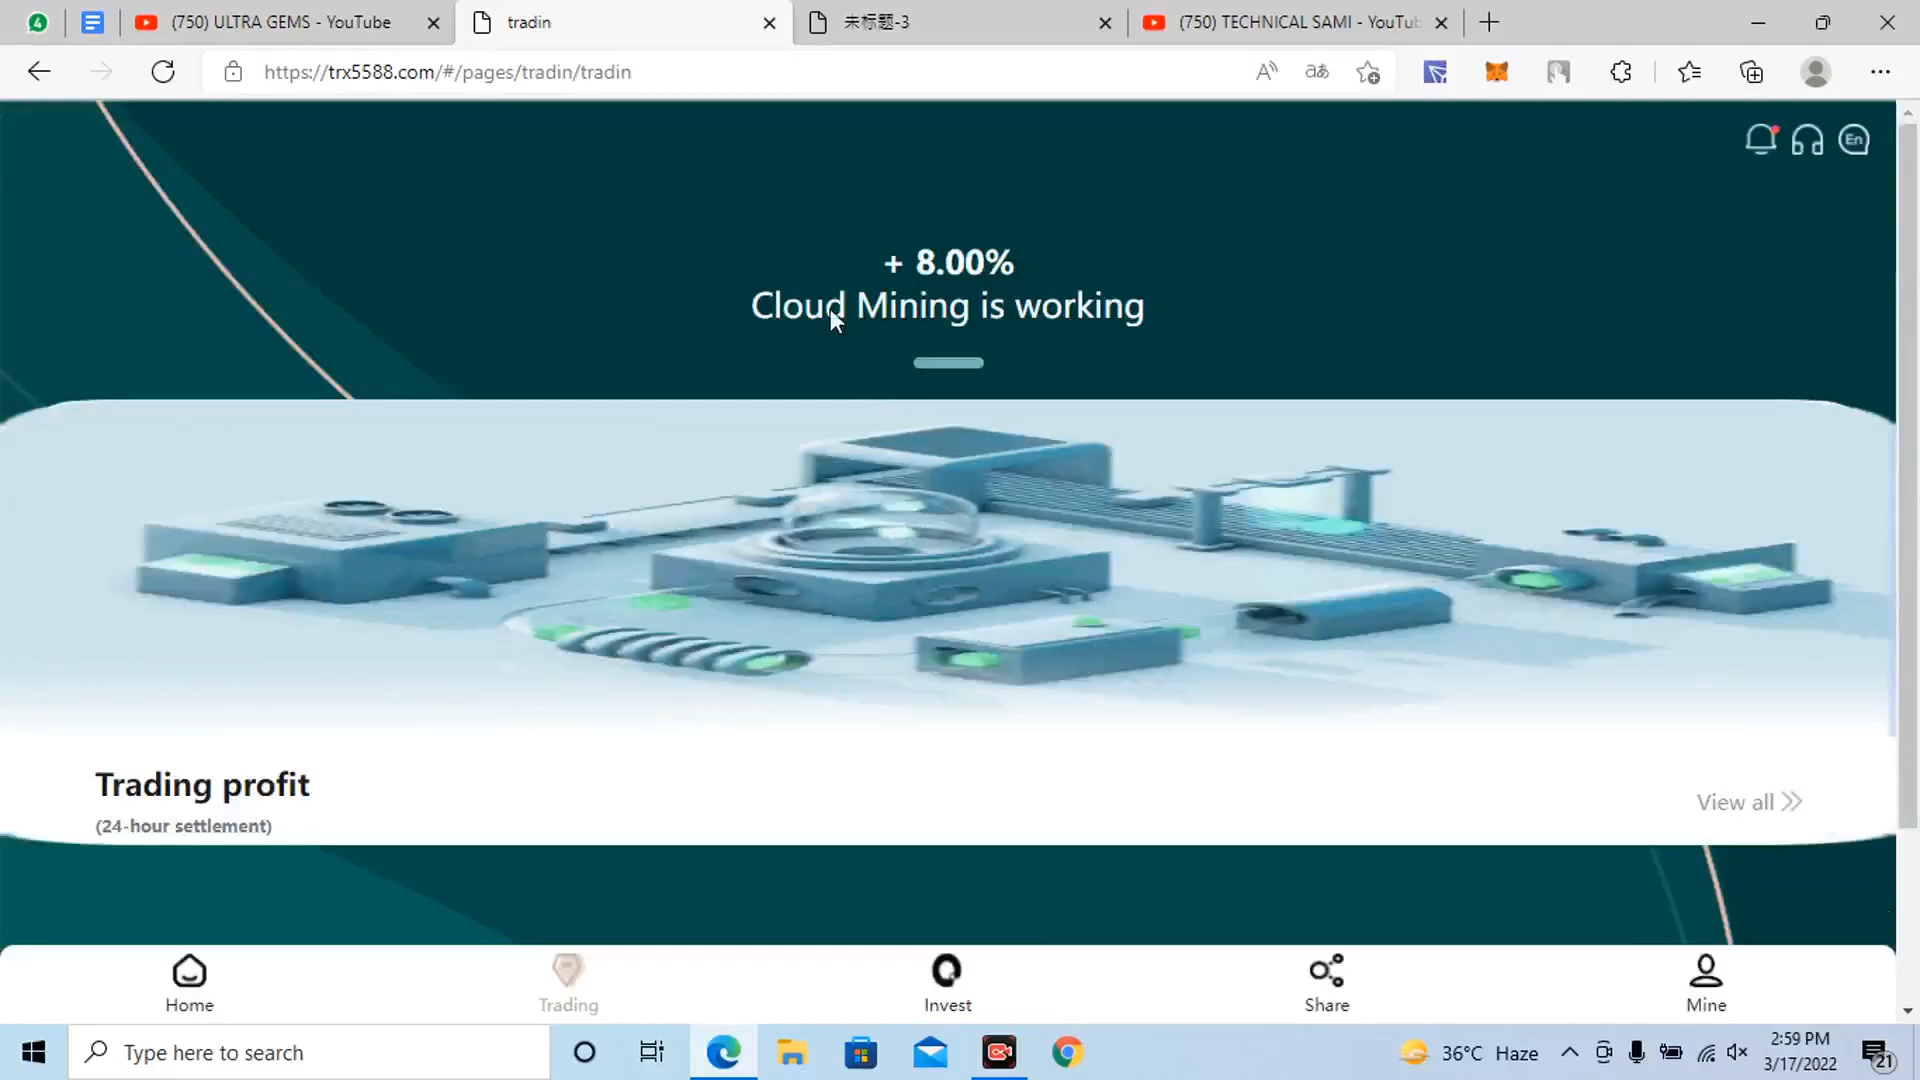 (750) ULTRA GEMS - YouTube
tradin
未标题-3
(750) TECHNICAL SAMI - YouTub
https://trx5588.com/#/pages/tradin/tradin
En
+ 8.00%
Cloud Mining is working
Trading profit
(24-hour settlement)
View all
Home
Trading
Invest
Share
Mine
Type here to search
36°C Haze
2:59 PM
3/17/2022
21